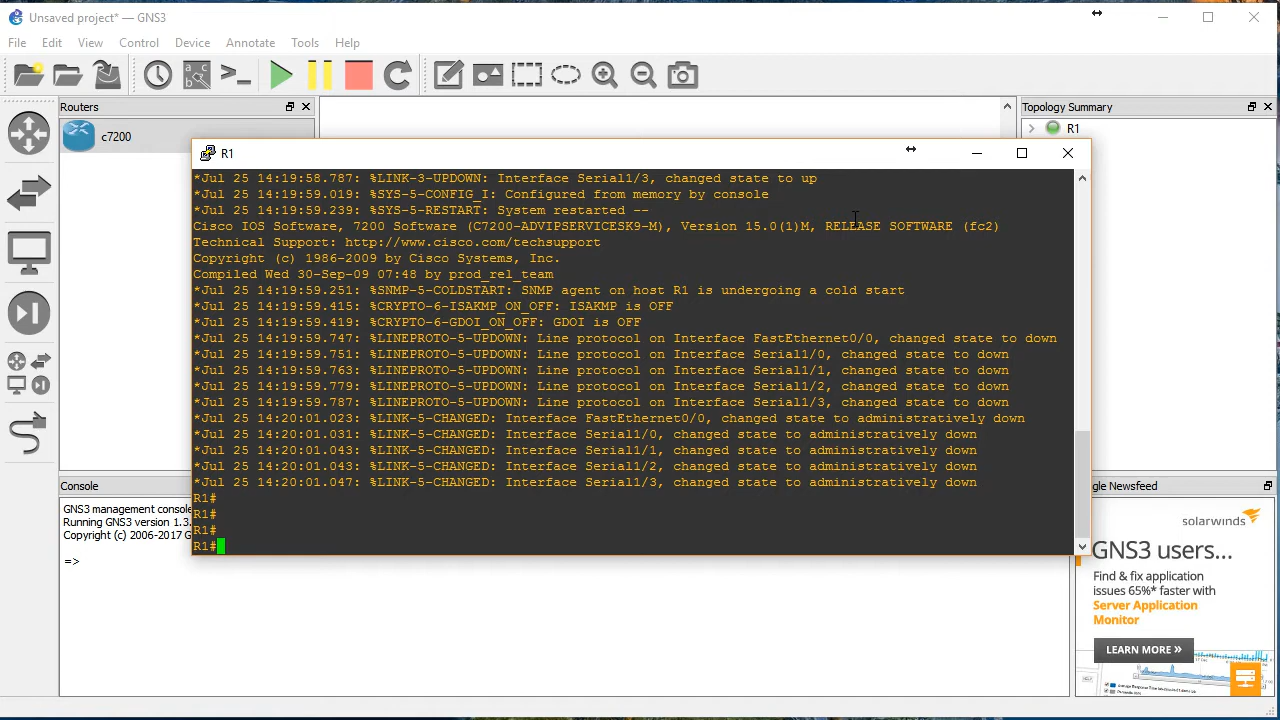 Unsaved project* — GNS3
File Edit View Control Device Annotate Tools Help
Routers
c7200
Topology Summary
R1
R1
*Jul 25 14:19:58.787: %LINK-3-UPDOWN: Interface Serial1/3, changed state to up
*Jul 25 14:19:59.019: %SYS-5-CONFIG_I: Configured from memory by console
*Jul 25 14:19:59.239: %SYS-5-RESTART: System restarted --
Cisco IOS Software, 7200 Software (C7200-ADVIPSERVICESK9-M), Version 15.0(1)M, RELEASE SOFTWARE (fc2)
Technical Support: http://www.cisco.com/techsupport
Copyright (c) 1986-2009 by Cisco Systems, Inc.
Compiled Wed 30-Sep-09 07:48 by prod_rel_team
*Jul 25 14:19:59.251: %SNMP-5-COLDSTART: SNMP agent on host R1 is undergoing a cold start
*Jul 25 14:19:59.415: %CRYPTO-6-ISAKMP_ON_OFF: ISAKMP is OFF
*Jul 25 14:19:59.419: %CRYPTO-6-GDOI_ON_OFF: GDOI is OFF
*Jul 25 14:19:59.747: %LINEPROTO-5-UPDOWN: Line protocol on Interface FastEthernet0/0, changed state to down
*Jul 25 14:19:59.751: %LINEPROTO-5-UPDOWN: Line protocol on Interface Serial1/0, changed state to down
*Jul 25 14:19:59.763: %LINEPROTO-5-UPDOWN: Line protocol on Interface Serial1/1, changed state to down
*Jul 25 14:19:59.779: %LINEPROTO-5-UPDOWN: Line protocol on Interface Serial1/2, changed state to down
*Jul 25 14:19:59.787: %LINEPROTO-5-UPDOWN: Line protocol on Interface Serial1/3, changed state to down
*Jul 25 14:20:01.023: %LINK-5-CHANGED: Interface FastEthernet0/0, changed state to administratively down
*Jul 25 14:20:01.031: %LINK-5-CHANGED: Interface Serial1/0, changed state to administratively down
*Jul 25 14:20:01.043: %LINK-5-CHANGED: Interface Serial1/1, changed state to administratively down
*Jul 25 14:20:01.043: %LINK-5-CHANGED: Interface Serial1/2, changed state to administratively down
*Jul 25 14:20:01.047: %LINK-5-CHANGED: Interface Serial1/3, changed state to administratively down
R1#
R1#
R1#
R1#
Console
GNS3 management console
Running GNS3 version 1.3.
Copyright (c) 2006-2017 G
=>
gle Newsfeed
solarwinds
GNS3 users...
Find & fix application
issues 65%* faster with
Server Application
Monitor
LEARN MORE »